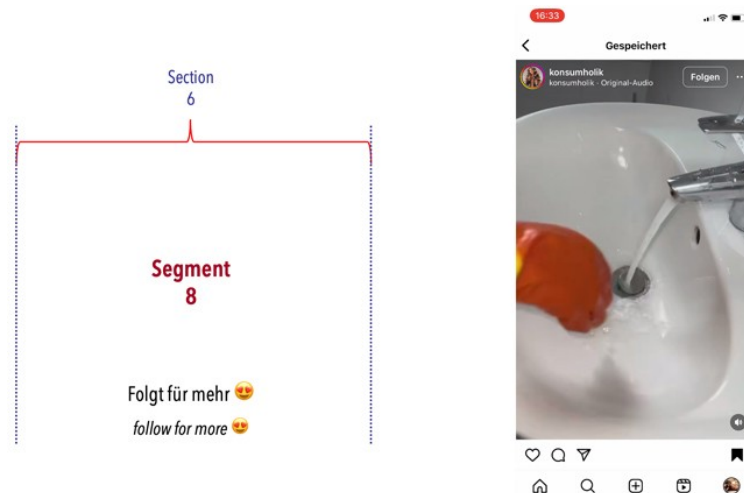 Section
6
Segment
8
Folgt für mehr 😍
follow for more 😍
16:33
Gespeichert
konsumholik
konsumholik · Original-Audio
Folgen